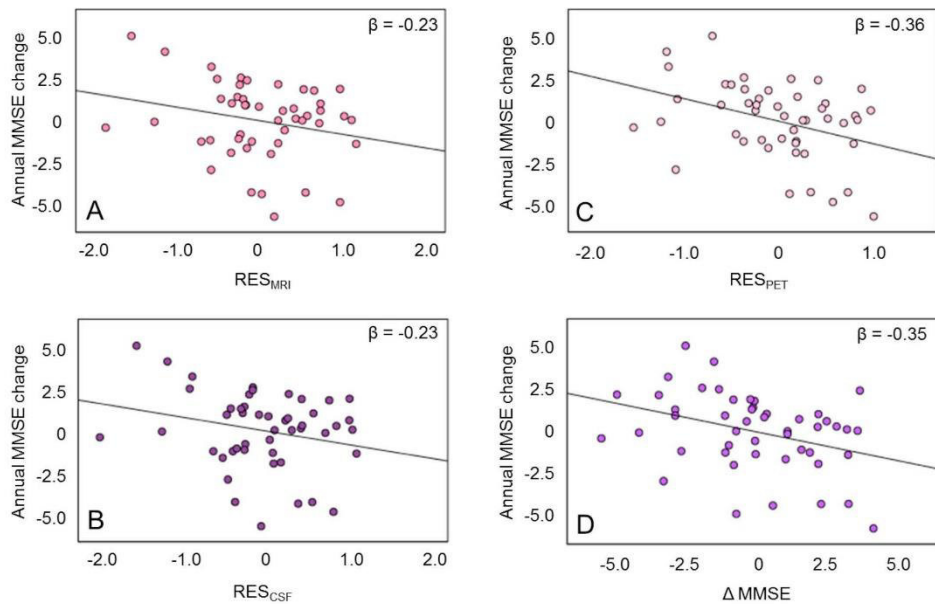 β = -0.23
Annual MMSE change
5.0
2.5
0
-2.5
-5.0
A
-2.0
-1.0
0
1.0
2.0
RES_MRI
β = -0.36
Annual MMSE change
5.0
2.5
0
-2.5
-5.0
C
-2.0
-1.0
0
1.0
RES_PET
β = -0.23
Annual MMSE change
5.0
2.5
0
-2.5
-5.0
B
-2.0
-1.0
0
1.0
2.0
RES_CSF
β = -0.35
Annual MMSE change
5.0
2.5
0
-2.5
-5.0
D
-5.0
-2.5
0
2.5
5.0
Δ MMSE